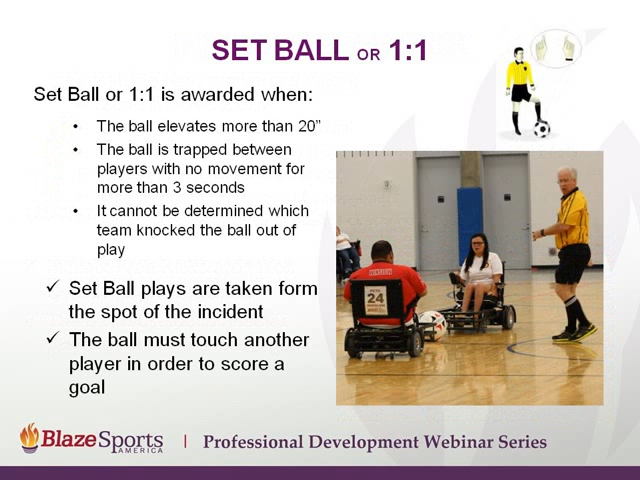 SET BALL OR 1:1
Set Ball or 1:1 is awarded when:
• The ball elevates more than 20”
• The ball is trapped between
players with no movement for
more than 3 seconds
• It cannot be determined which
team knocked the ball out of
play
✓ Set Ball plays are taken form
the spot of the incident
✓ The ball must touch another
player in order to score a
goal
24
BlazeSports
AMERICA
| Professional Development Webinar Series